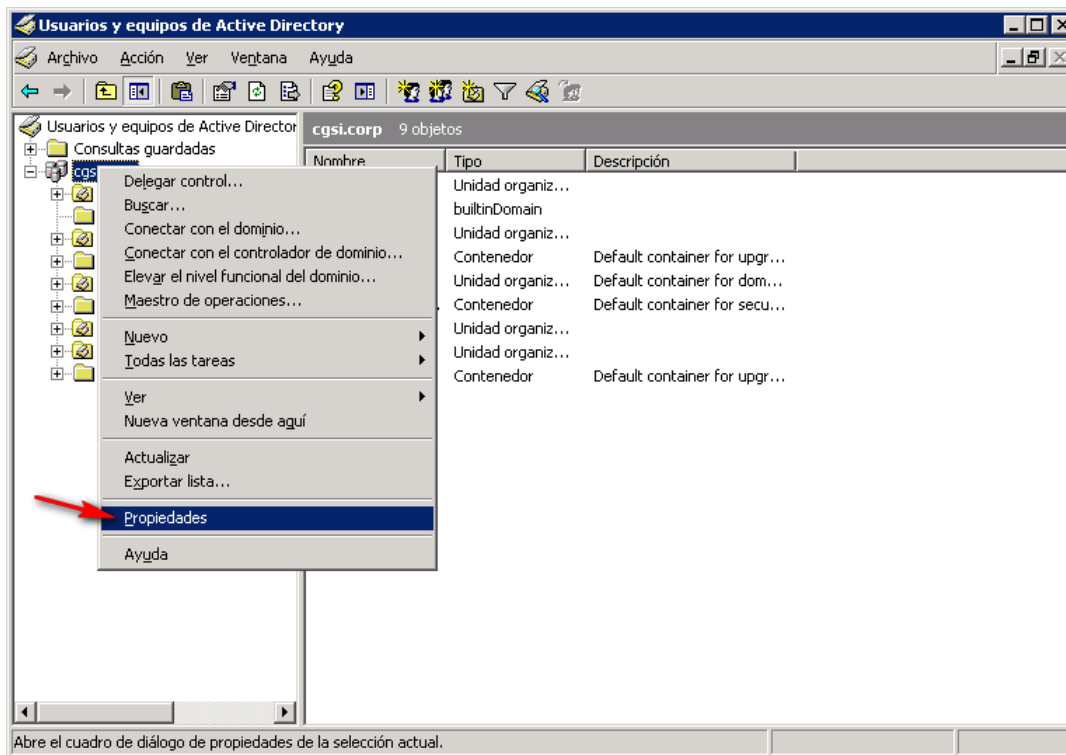 Usuarios y equipos de Active Directory
Archivo Acción Ver Ventana Ayuda
Usuarios y equipos de Active Director
cgsi.corp 9 objetos
Consultas guardadas
Nombre Tipo Descripción
cgs
Delegar control...
Unidad organiz...
Buscar...
builtinDomain
Conectar con el dominio...
Unidad organiz...
Conectar con el controlador de dominio...
Contenedor Default container for upgr...
Elevar el nivel funcional del dominio...
Unidad organiz... Default container for dom...
Maestro de operaciones...
Contenedor Default container for secu...
Nuevo
Unidad organiz...
Todas las tareas
Unidad organiz...
Contenedor Default container for upgr...
Ver
Nueva ventana desde aquí
Actualizar
Exportar lista...
Propiedades
Ayuda
Abre el cuadro de diálogo de propiedades de la selección actual.